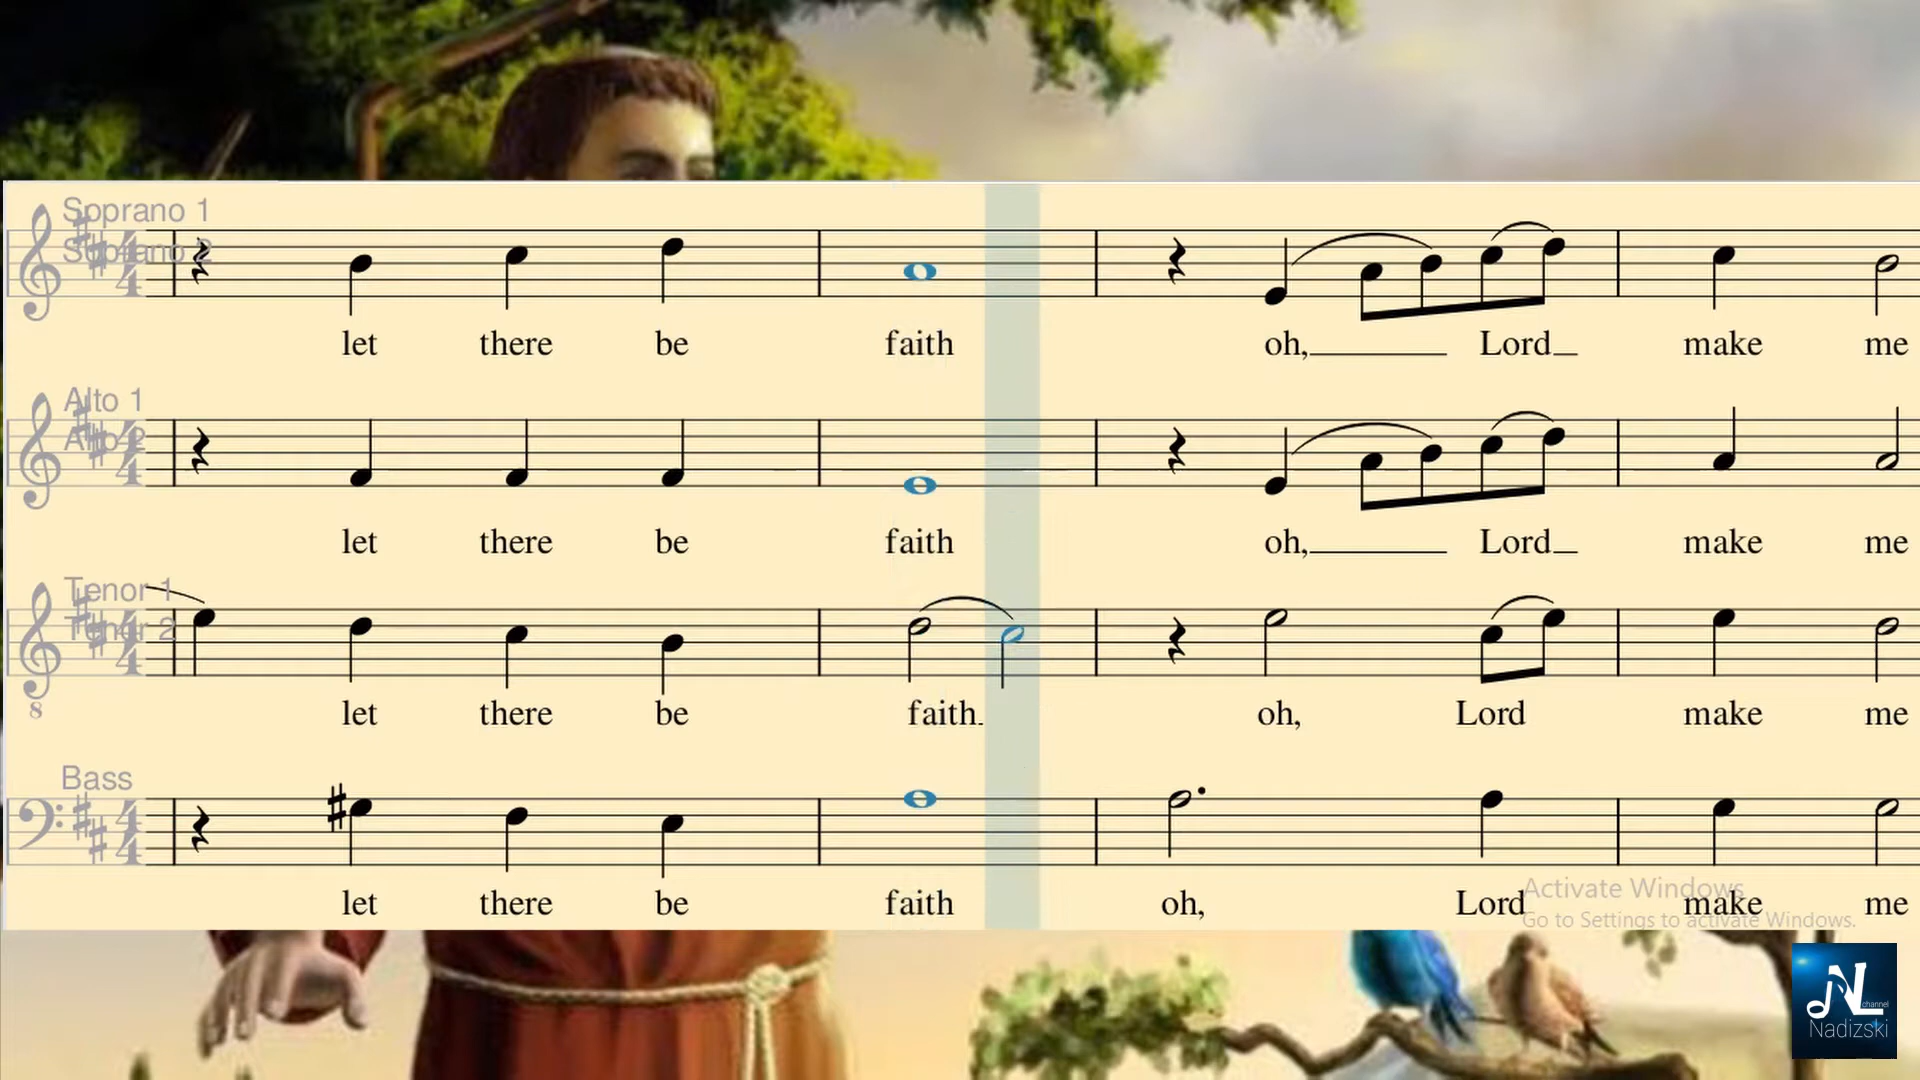 Soprano 1
Soprano 2
let there be faith oh, Lord make me
Alto 1
Alto 2
let there be faith oh, Lord make me
Tenor 1
Tenor 2
let there be faith. oh, Lord make me
8
Bass
let there be faith oh, Lord make me
Activate Windows
Go to Settings to activate Windows.
N channel
Nadizski